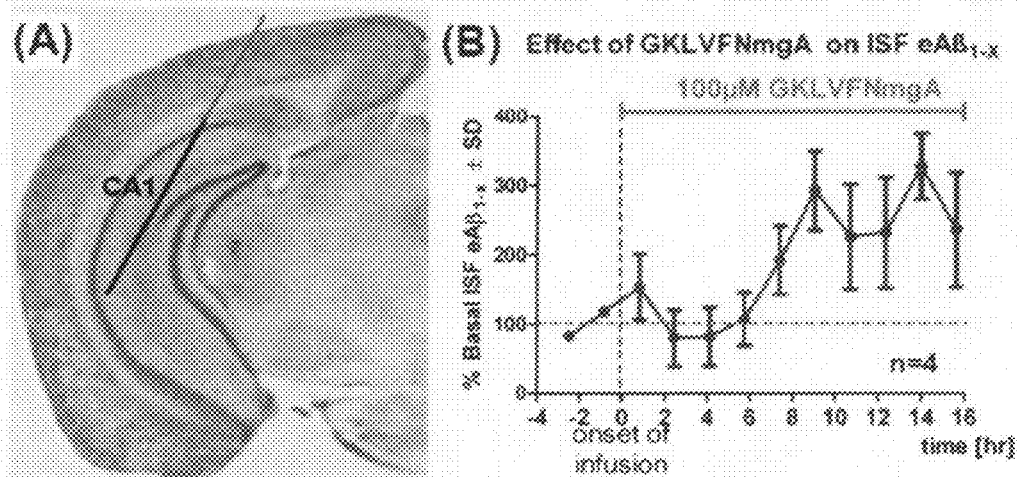 (A)
CA1
(B) Effect of GKLVFNmgA on ISF eAβ1-X
100µM GKLVFNmgA
% Basal ISF eAβ1-x ± SD
400
300
200
100
0
n=4
-4 -2 0 2 4 6 8 10 12 14 16
onset of
infusion
time [hr]